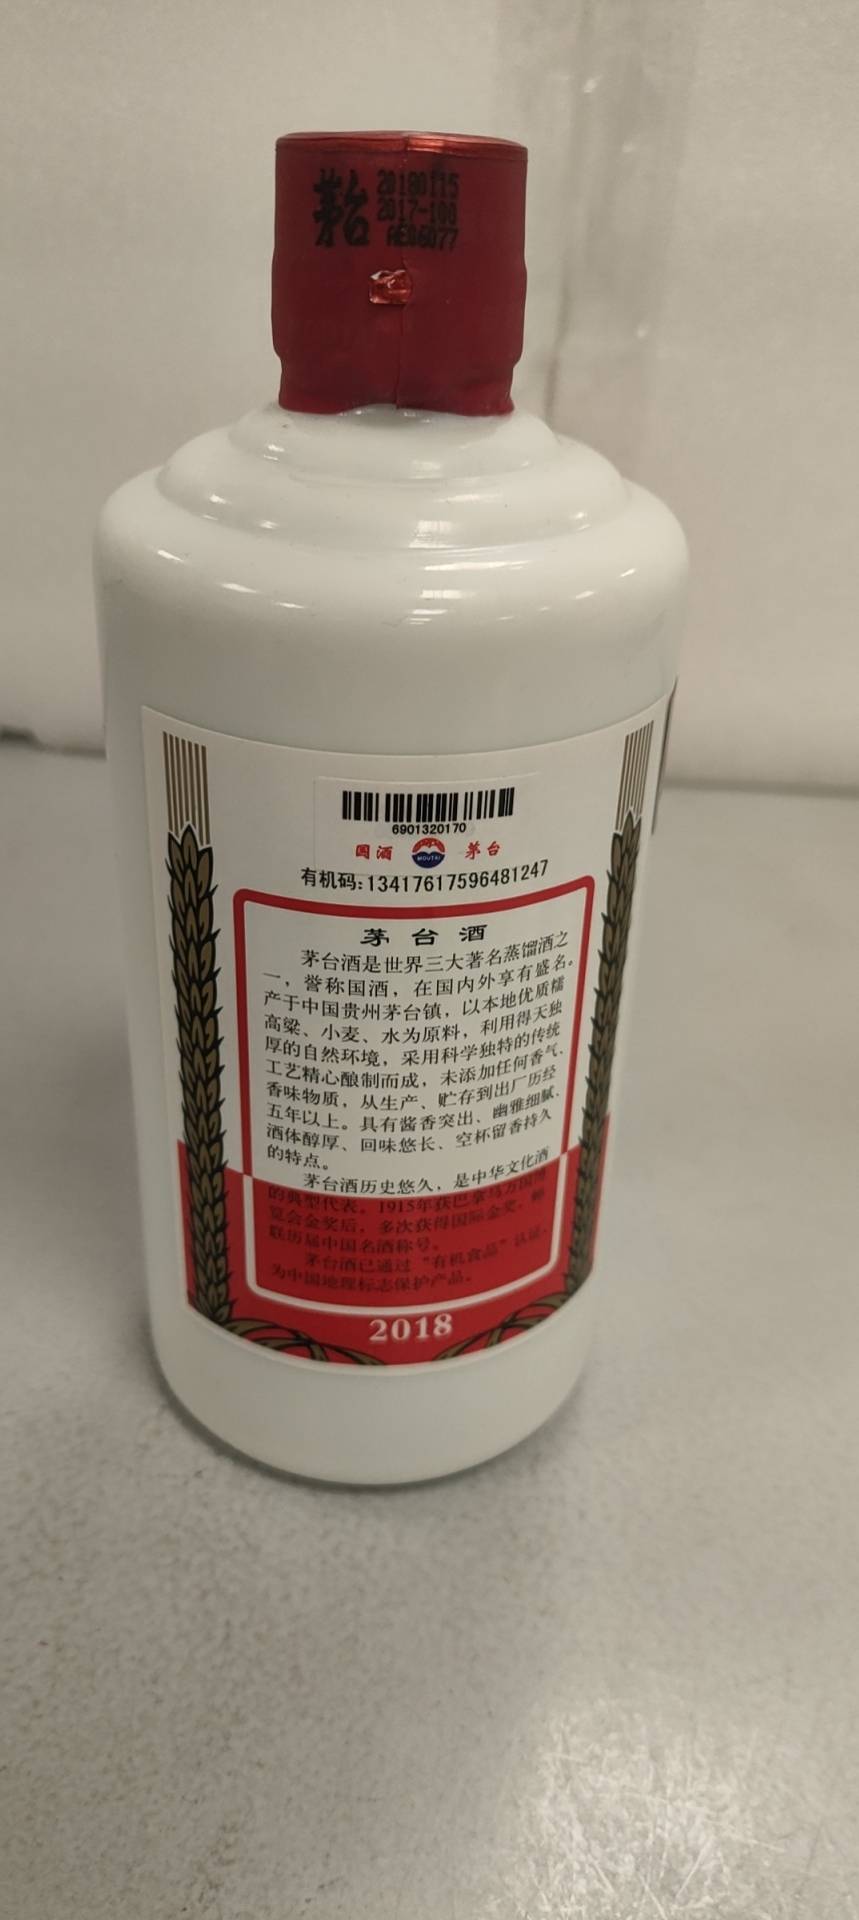 茅台
20180115
2017-100
AE06077
6901320170
国酒
MOUTAI
茅台
有机码:13417617596481247
茅台酒
茅台酒是世界三大著名蒸馏酒之
一，誉称国酒，在国内外享有盛名。
产于中国贵州茅台镇，以本地优质糯
高粱、小麦、水为原料，利用得天独
厚的自然环境，采用科学独特的传统
工艺精心酿制而成，未添加任何香气、
香味物质，从生产、贮存到出厂历经
五年以上。具有酱香突出、幽雅细腻、
酒体醇厚、回味悠长、空杯留香持久
的特点。
茅台酒历史悠久，是中华文化酒
的典型代表。1915年获巴拿马万国博
览会金奖后，多次获得国际金奖，蝉
联历届中国名酒称号。
茅台酒已通过“有机食品”认证，
为中国地理标志保护产品。
2018